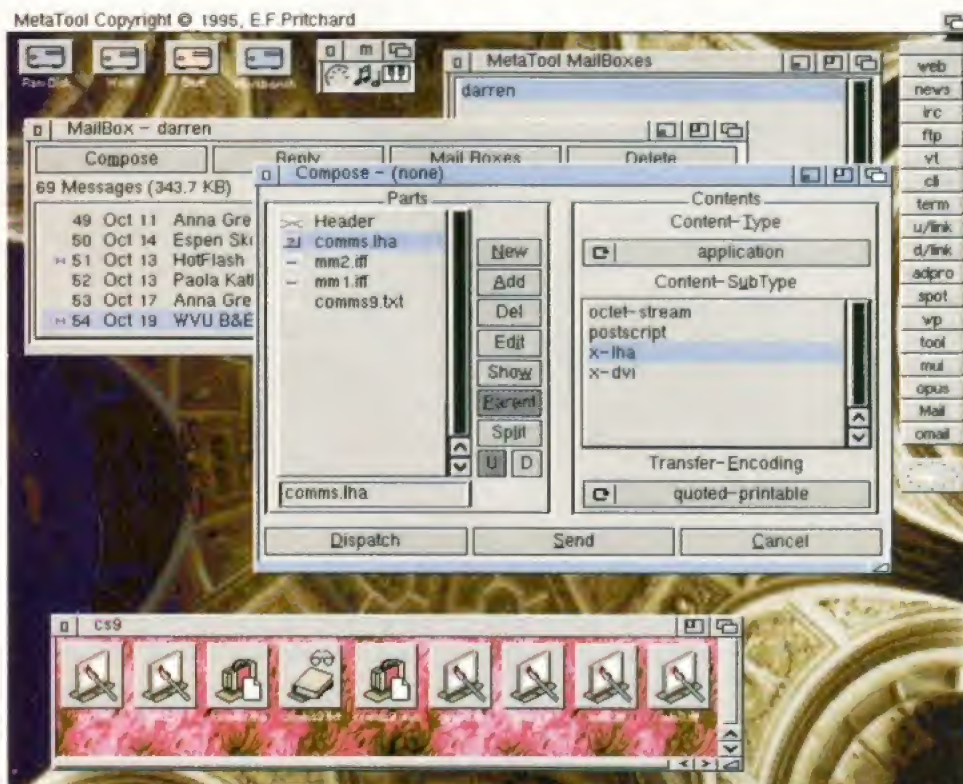 MetaTool Copyright © 1995, E.F.Pritchard
Ram Disk
Work
m
MetaTool MailBoxes
darren
web
news
irc
ftp
vt
cli
term
u/link
d/link
adpro
spot
wp
tool
mui
opus
Mail
omail
MailBox - darren
Compose
Reply
Mail Boxes
Delete
69 Messages (343.7 KB)
49 Oct 11 Anna Gre
50 Oct 14 Espen
51 Oct 13 HotFlash
52 Oct 13 Paola
53 Oct 17 Anna Gre
54 Oct 19 WVU B&E
Compose - (none)
Parts
Header
comms.lha
mm2.iff
mm1.iff
comms9.txt
New
Add
Del
Edit
Show
Parent
Split
U D
comms.lha
Contents
Content-Type
application
Content-SubType
octet-stream
postscript
x-lha
x-dvi
Transfer-Encoding
quoted-printable
Dispatch
Send
Cancel
cs9